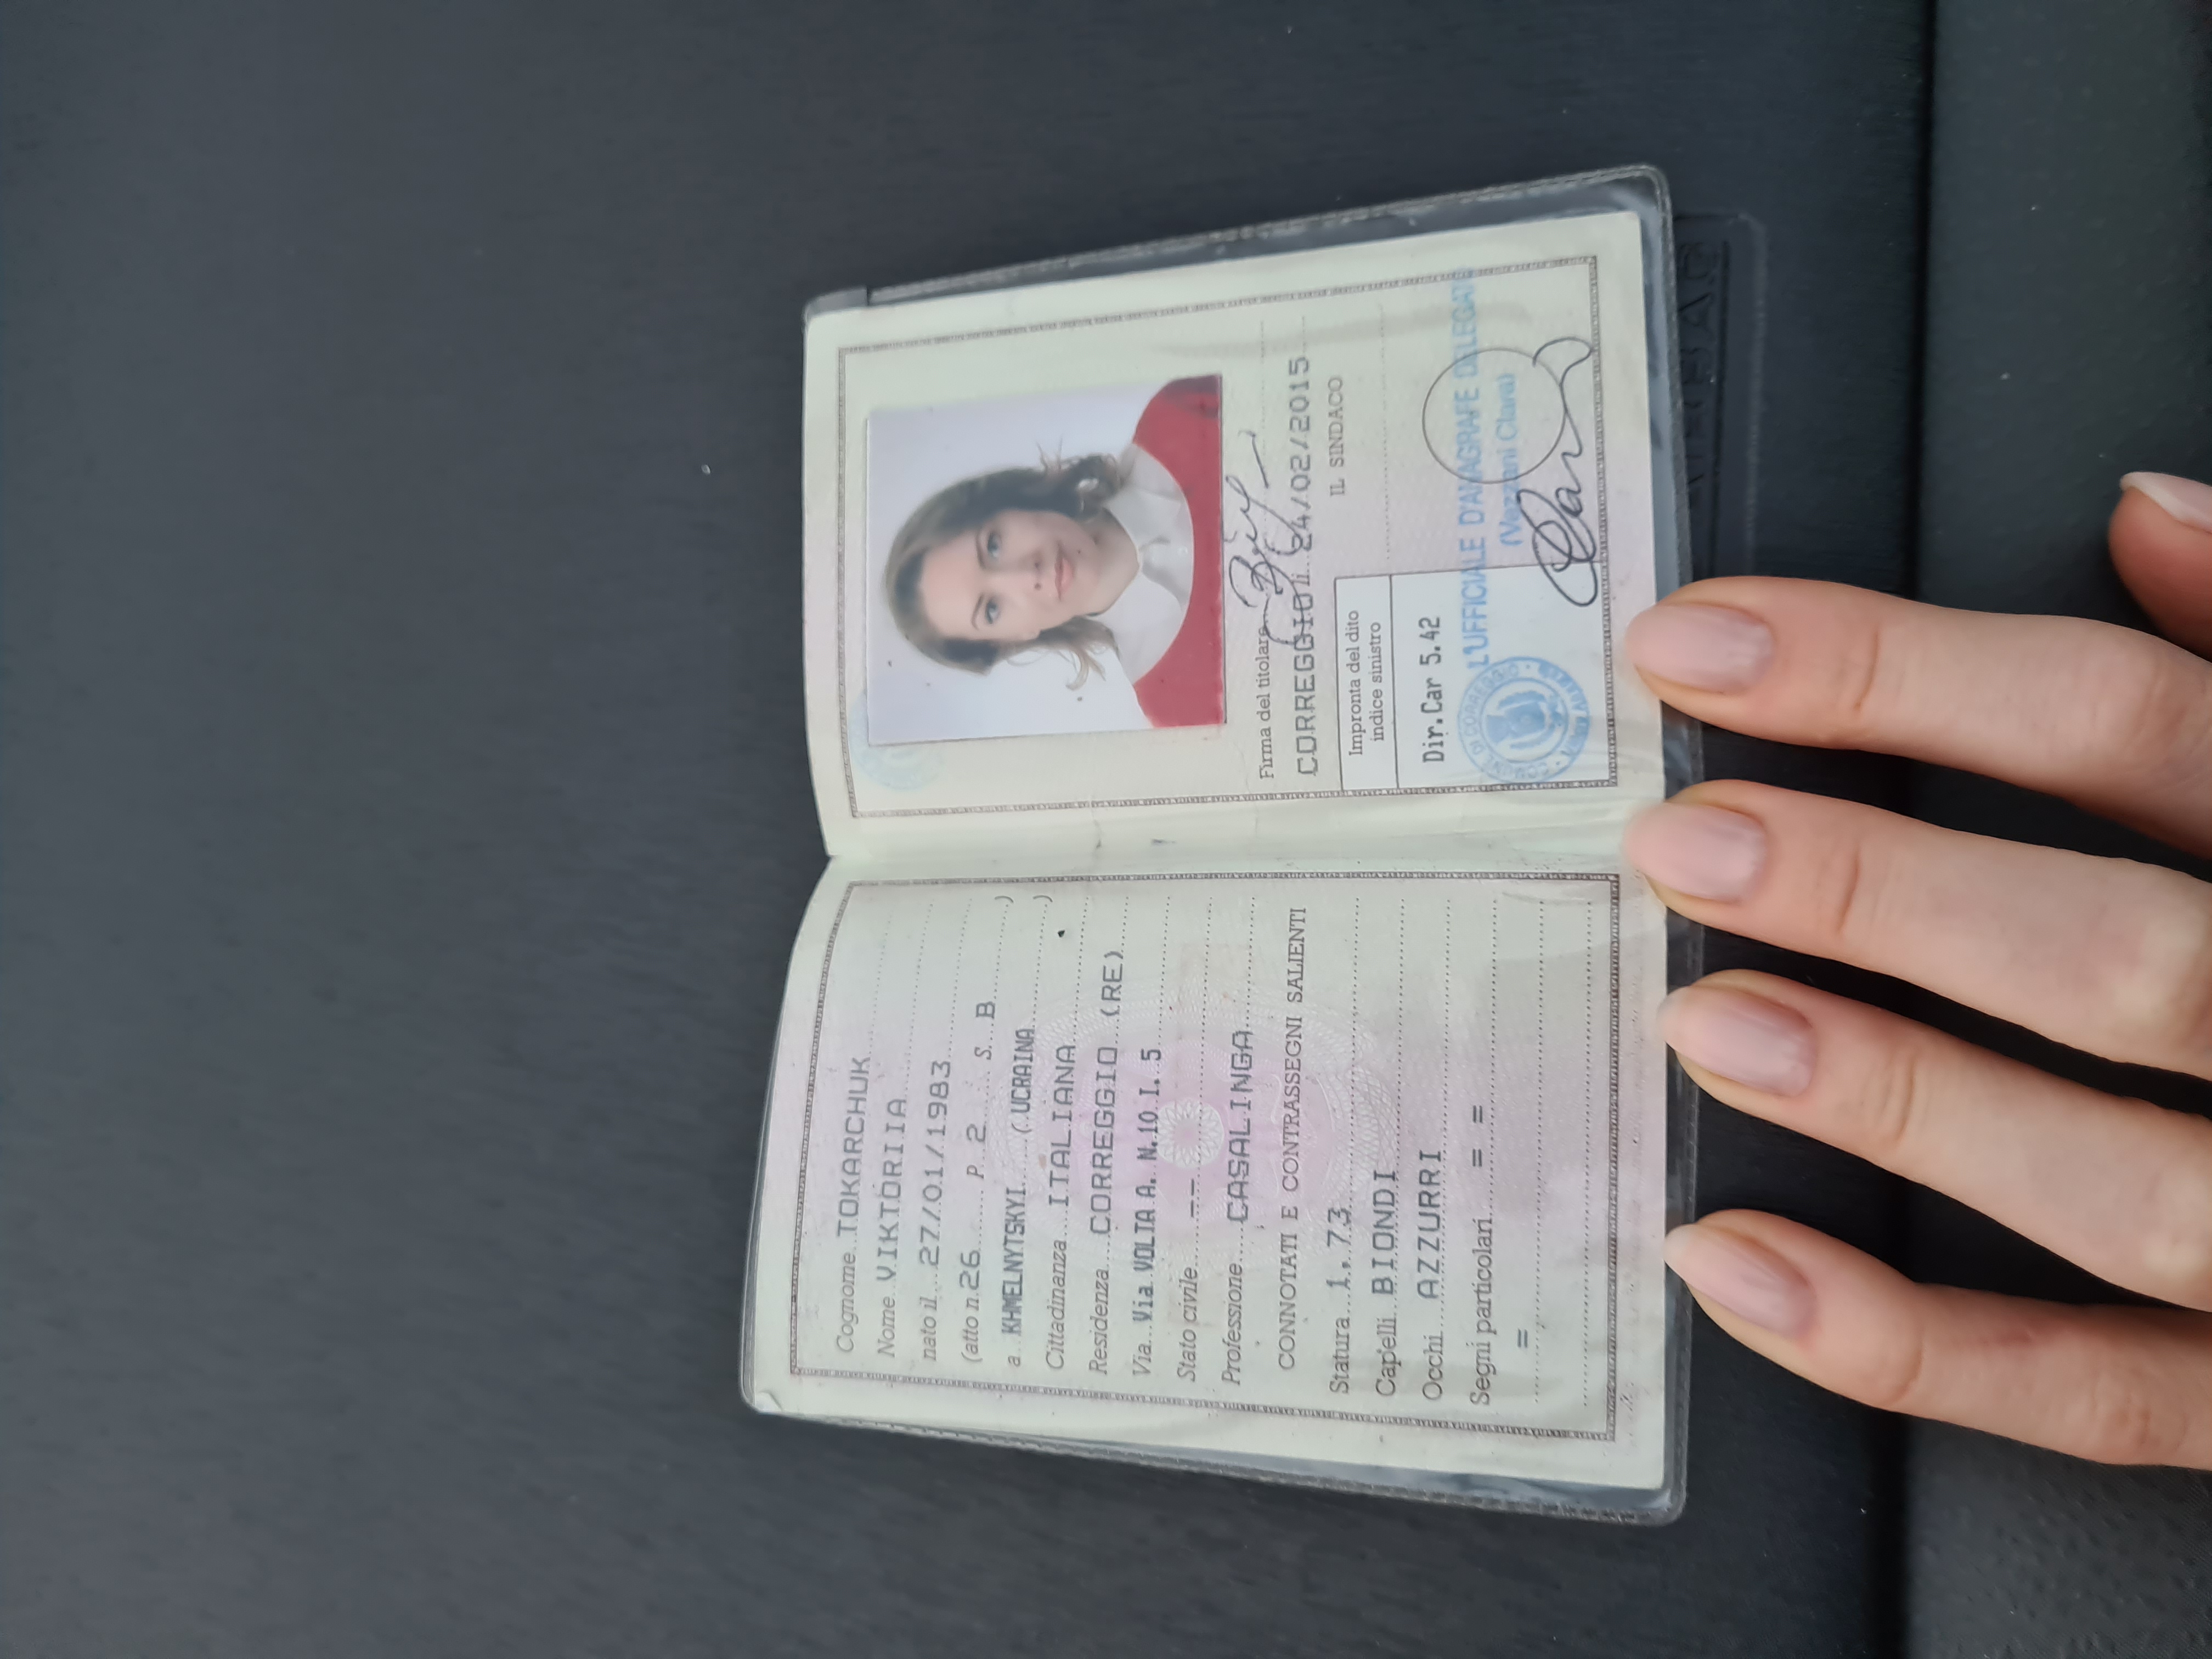 Cognome TOKARCHUK
Nome VIKTORIIA
nato il 27/01/1983
(atto n. 26 P. 2 S. B )
a KHMELNYTSKYI ( UCRAINA )
Cittadinanza ITALIANA
Residenza CORREGGIO (RE)
Via Via VOLTA A. N.10 I. 5
Stato civile --
Professione CASALINGA
CONNOTATI E CONTRASSEGNI SALIENTI
Statura 1.73
Capelli BIONDI
Occhi AZZURRI
Segni particolari = =
=
Firma del titolare
CORREGGIO li 24/02/2015
IL SINDACO
Impronta del dito
indice sinistro
Dir.Car 5.42
L'UFFICIALE D'ANAGRAFE DELEGAT
(Vezzani Clara)
COMUNE DI CORREGGIO